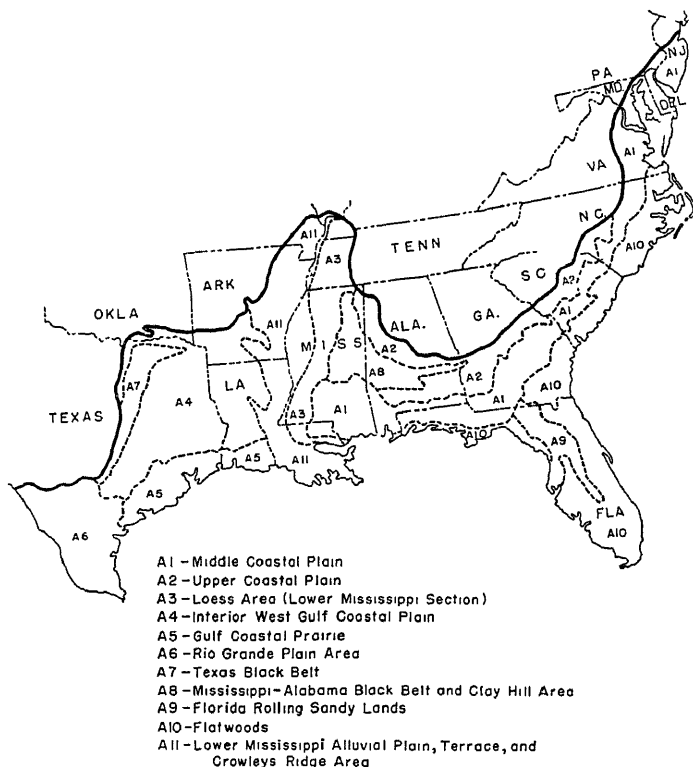 NJ
A1
PA
MD.
DEL
VA
A1
N C.
A10
TENN
A11
A3
ARK
S C
A2
A1
OKLA
A11
M I S S
ALA.
GA.
A2
A8
A2
A7
A4
LA
A1
A10
TEXAS
A3
A1
A10
A9
A5
A5
A11
FLA
A10
A6
A1 – Middle Coastal Plain
A2 – Upper Coastal Plain
A3 – Loess Area (Lower Mississippi Section)
A4 – Interior West Gulf Coastal Plain
A5 – Gulf Coastal Prairie
A6 – Rio Grande Plain Area
A7 – Texas Black Belt
A8 – Mississippi-Alabama Black Belt and Clay Hill Area
A9 – Florida Rolling Sandy Lands
A10 – Flatwoods
A11 – Lower Mississippi Alluvial Plain, Terrace, and
Crowleys Ridge Area